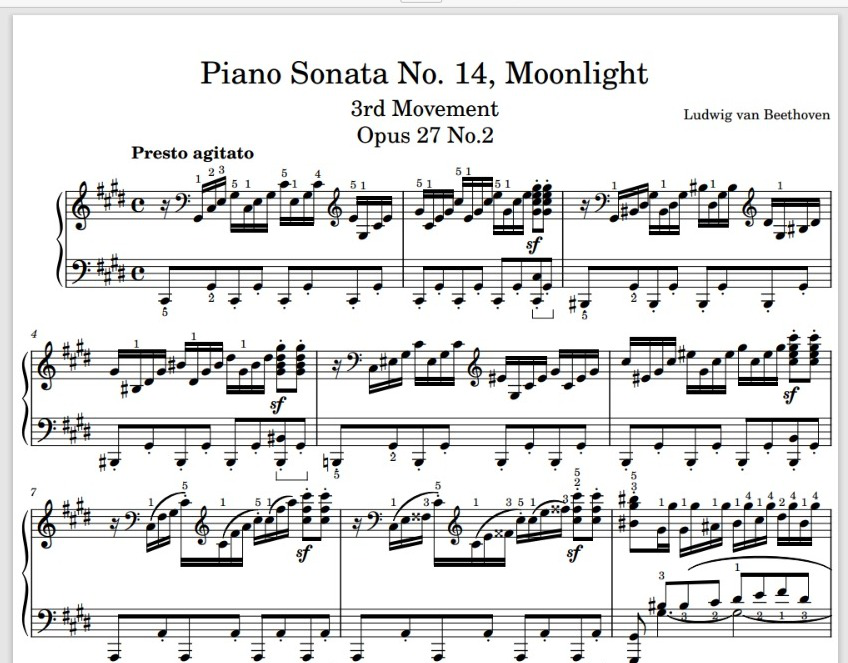 Piano Sonata No. 14, Moonlight
3rd Movement
Ludwig van Beethoven
Opus 27 No.2
Presto agitato
1 2 3 5 1 5 1 4 5 1 5 1 5 1 5 1 1 1
sf
5 2 5 2 5
4
1 1 1
sf sf
2 5
7
1 5 1 5 1 1 3 5 1 3 5 1 3 5 2 5 3 1 1 1 1 4 1 4 2 4 1 4
sf sf
3 1
3 2 2 1 3